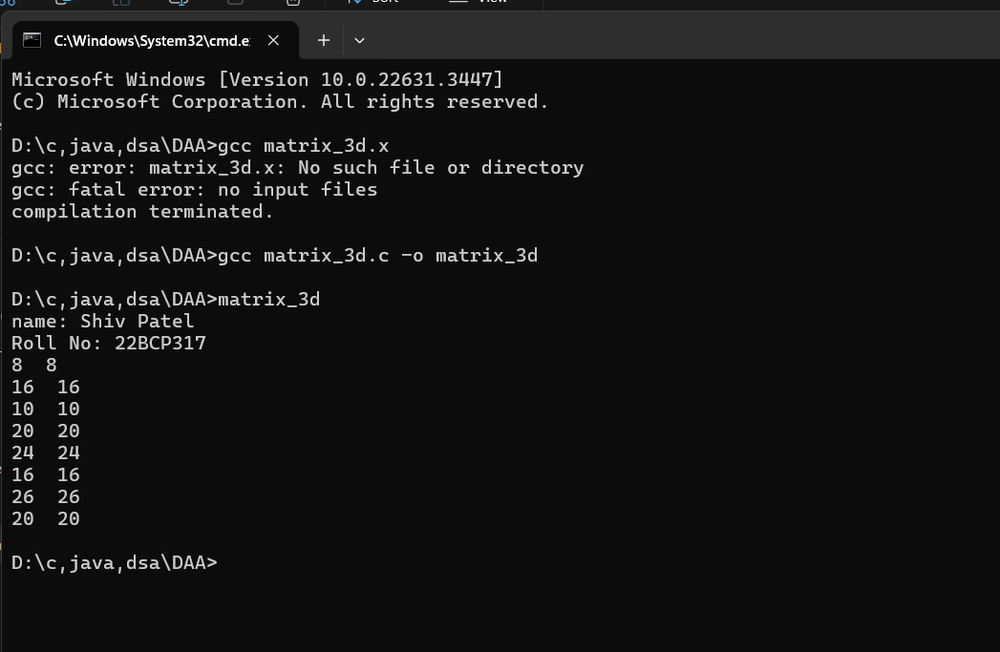 C:\Windows\System32\cmd.e
Microsoft Windows [Version 10.0.22631.3447]
(c) Microsoft Corporation. All rights reserved.
D:\c,java,dsa\DAA>gcc matrix_3d.x
gcc: error: matrix_3d.x: No such file or directory
gcc: fatal error: no input files
compilation terminated.
D:\c,java,dsa\DAA>gcc matrix_3d.c -o matrix_3d
D:\c,java,dsa\DAA>matrix_3d
name: Shiv Patel
Roll No: 22BCP317
8  8
16  16
10  10
20  20
24  24
16  16
26  26
20  20
D:\c,java,dsa\DAA>